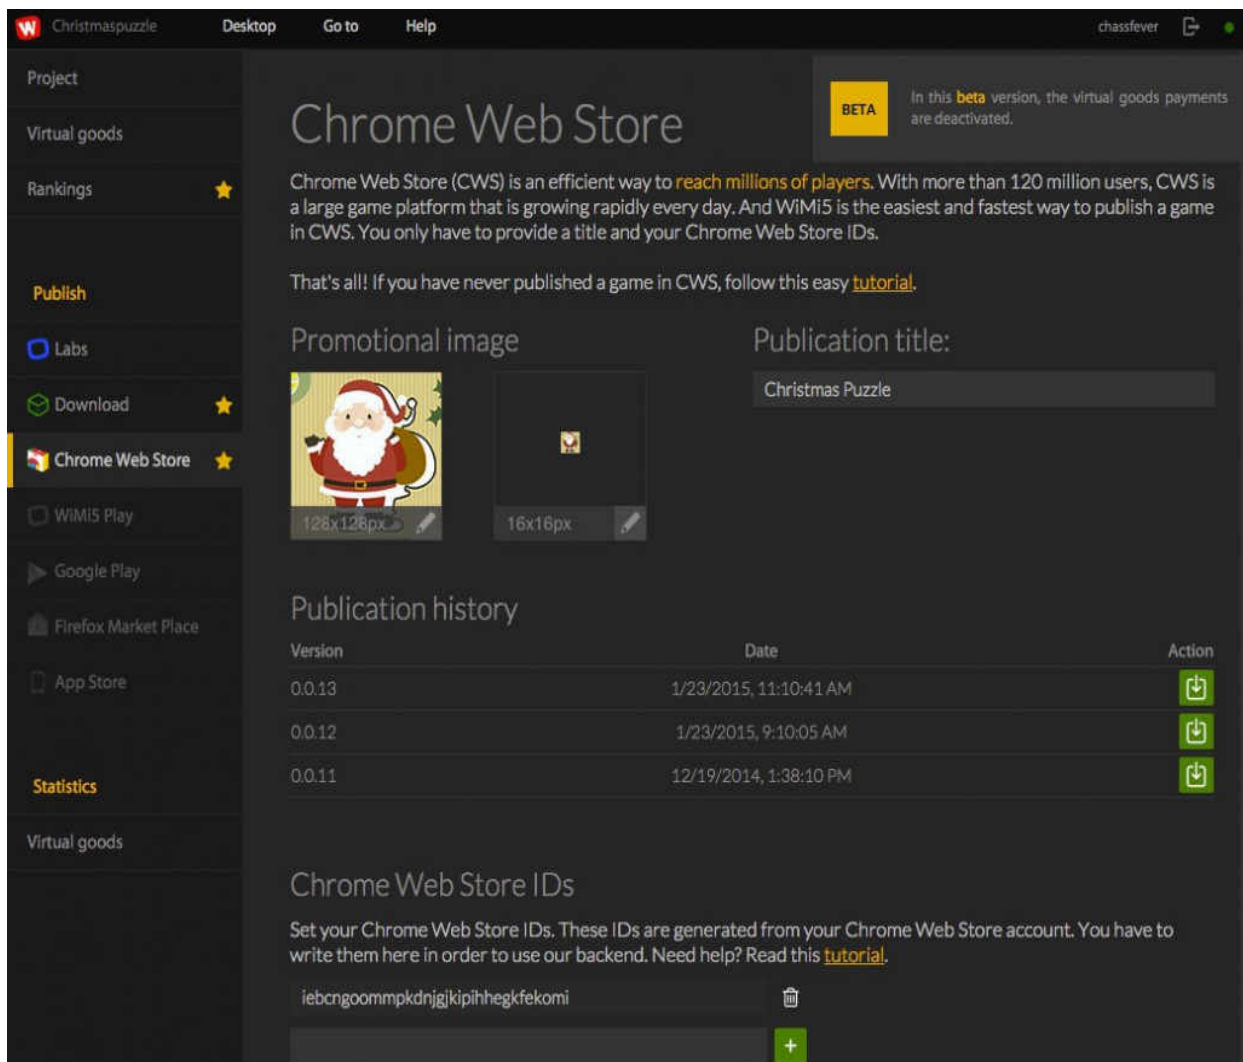 Christmaspuzzle Desktop Go to Help chassfever
Project
Virtual goods
Rankings
Publish
Labs
Download
Chrome Web Store
WiMi5 Play
Google Play
Firefox Market Place
App Store
Statistics
Virtual goods
BETA
In this beta version, the virtual goods payments
are deactivated.
Chrome Web Store
Chrome Web Store (CWS) is an efficient way to reach millions of players. With more than 120 million users, CWS is
a large game platform that is growing rapidly every day. And WiMi5 is the easiest and fastest way to publish a game
in CWS. You only have to provide a title and your Chrome Web Store IDs.
That's all! If you have never published a game in CWS, follow this easy tutorial.
Promotional image
128x128px
16x16px
Publication title:
Christmas Puzzle
Publication history
Version Date Action
0.0.13 1/23/2015, 11:10:41 AM
0.0.12 1/23/2015, 9:10:05 AM
0.0.11 12/19/2014, 1:38:10 PM
Chrome Web Store IDs
Set your Chrome Web Store IDs. These IDs are generated from your Chrome Web Store account. You have to
write them here in order to use our backend. Need help? Read this tutorial.
iebcngoommpkdnjgjkipihhegkfekomi